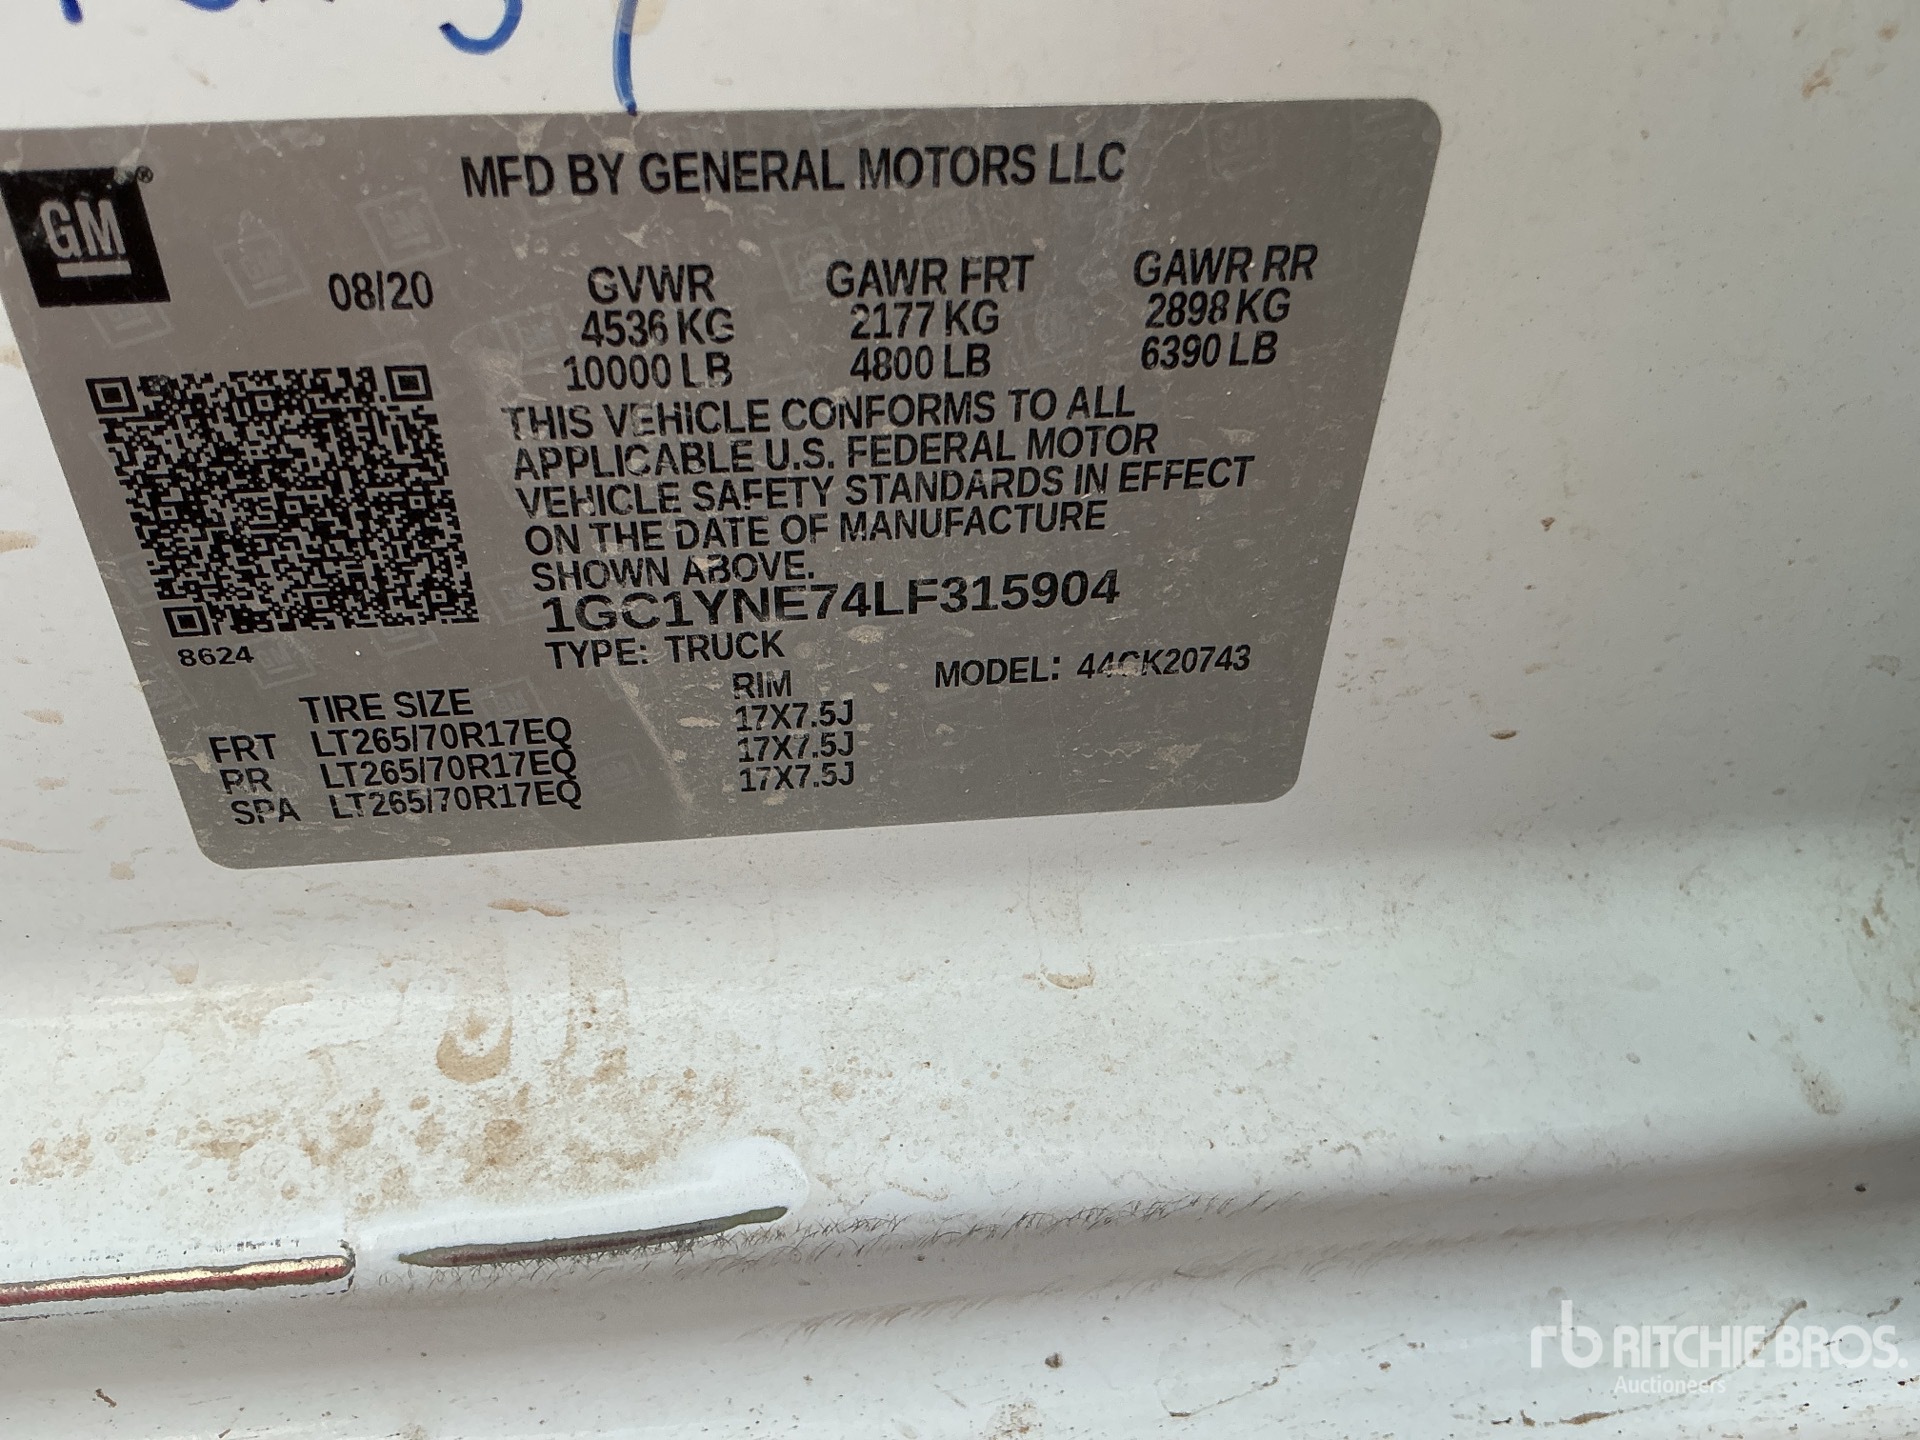 MFD BY GENERAL MOTORS LLC
GM®
08/20
GVWR GAWR FRT GAWR RR
4536 KG 2177 KG 2898 KG
10000 LB 4800 LB 6390 LB
THIS VEHICLE CONFORMS TO ALL
APPLICABLE U.S. FEDERAL MOTOR
VEHICLE SAFETY STANDARDS IN EFFECT
ON THE DATE OF MANUFACTURE
SHOWN ABOVE.
1GC1YNE74LF315904
8624
TYPE: TRUCK
MODEL: 44CK20743
TIRE SIZE RIM
FRT LT265/70R17EQ 17X7.5J
RR LT265/70R17EQ 17X7.5J
SPA LT265/70R17EQ 17X7.5J
rb RITCHIE BROS.
Auctioneers